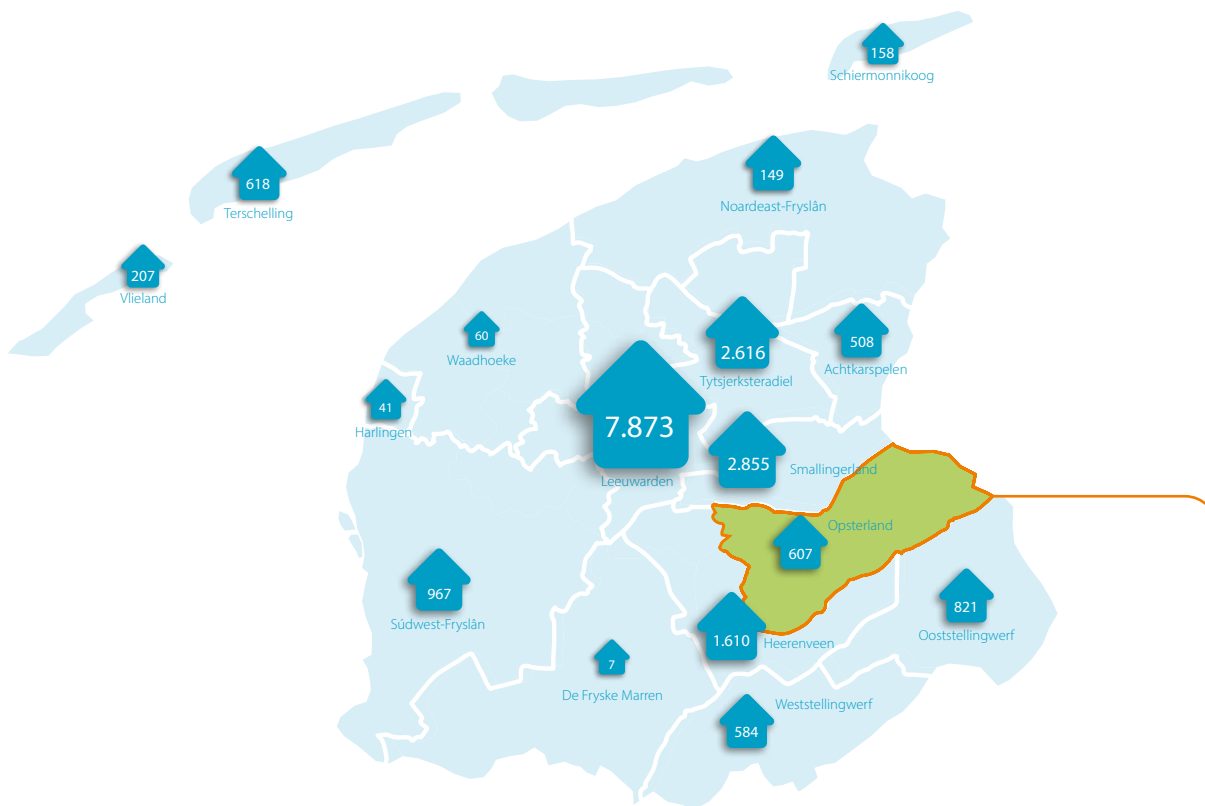 158
Schiermonnikoog
149
Noardeast-Fryslân
618
Terschelling
207
Vlieland
60
Waadhoeke
2.616
Tytsjerksteradiel
508
Achtkarspelen
41
Harlingen
7.873
Leeuwarden
2.855
Smallingerland
Opsterland
607
967
Súdwest-Fryslân
821
Ooststellingwerf
1.610
Heerenveen
7
De Fryske Marren
Weststellingwerf
584